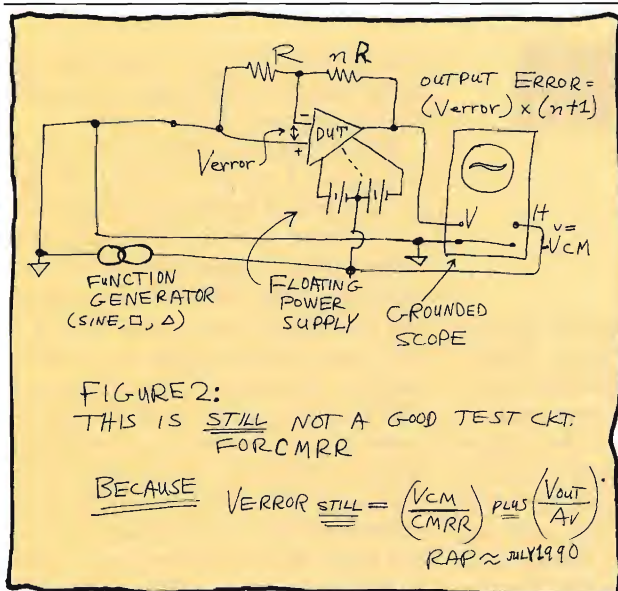 R
nR
OUTPUT ERROR =
(Verror) × (n+1)
-
DUT
+
Verror
V
H
v=
-VCM
FUNCTION
GENERATOR
(SINE, □, Δ)
FLOATING
POWER
SUPPLY
GROUNDED
SCOPE
FIGURE 2:
THIS IS STILL NOT A GOOD TEST CKT.
FOR CMRR
BECAUSE VERROR STILL = (VCM/CMRR) PLUS (VOUT/AV).
RAP ≈ JULY 1990